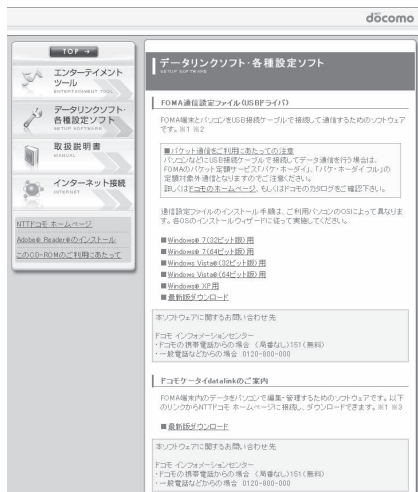 döcomo
TOP →
エンターテイメント
ツール
ENTERTAINMENT TOOL
データリンクソフト・
各種設定ソフト
SETUP SOFTWARE
取扱説明書
MANUAL
インターネット接続
INTERNET
NTTドコモ ホームページ
Adobe® Reader®のインストール
このCD-ROMのご利用にあたって
データリンクソフト・各種設定ソフト
SETUP SOFTWARE
FOMA通信設定ファイル(USBドライバ)
FOMA端末とパソコンをUSB接続ケーブルで接続して通信するためのソフトウェア
です。※1 ※2
■パケット通信をご利用にあたっての注意
パソコンなどにUSB接続ケーブルで接続してデータ通信を行う場合は、
FOMAのパケット定額サービス「パケ・ホーダイ」、「パケ・ホーダイフル」の
定額対象外通信となりますのでご注意ください。
詳しくはドコモのホームページ、もしくはドコモのカタログをご確認下さい。
通信設定ファイルのインストール手順は、ご利用パソコンのOSによって異なりま
す。各OSのインストールウィザードに従って実施してください。
■Windows® 7(32ビット版)用
■Windows® 7(64ビット版)用
■Windows Vista®(32ビット版)用
■Windows Vista®(64ビット版)用
■Windows® XP用
■最新版ダウンロード
本ソフトウェアに関するお問い合わせ先
ドコモ インフォメーションセンター
・ドコモの携帯電話からの場合 (局番なし)151(無料)
・一般電話などからの場合 0120-800-000
ドコモケータイdatalinkのご案内
FOMA端末内のデータをパソコンで編集・管理するためのソフトウェアです。以下
のリンクからNTTドコモ ホームページに接続し、ダウンロードできます。※1 ※3
■最新版ダウンロード
本ソフトウェアに関するお問い合わせ先
ドコモ インフォメーションセンター
・ドコモの携帯電話からの場合 (局番なし)151(無料)
・一般電話などからの場合 0120-800-000